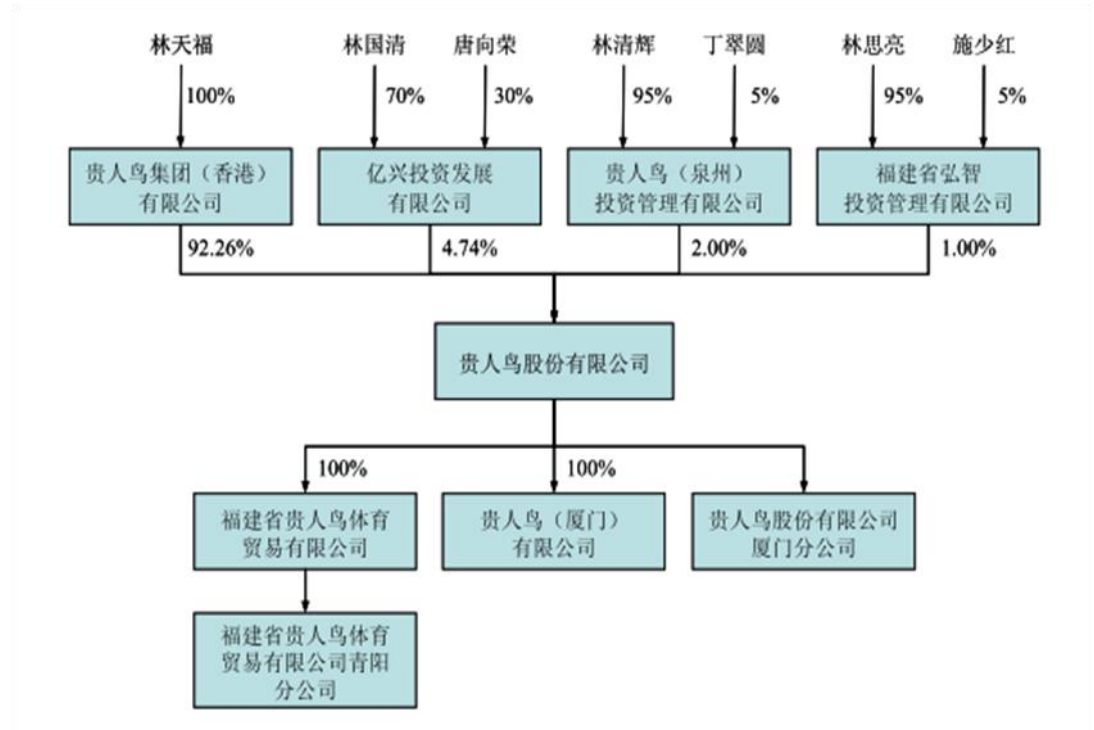 林天福 林国清 唐向荣 林清辉 丁翠圆 林思亮 施少红
100% 70% 30% 95% 5% 95% 5%
贵人鸟集团（香港）
有限公司
亿兴投资发展
有限公司
贵人鸟（泉州）
投资管理有限公司
福建省弘智
投资管理有限公司
92.26% 4.74% 2.00% 1.00%
贵人鸟股份有限公司
100% 100%
福建省贵人鸟体育
贸易有限公司
贵人鸟（厦门）
有限公司
贵人鸟股份有限公司
厦门分公司
福建省贵人鸟体育
贸易有限公司青阳
分公司